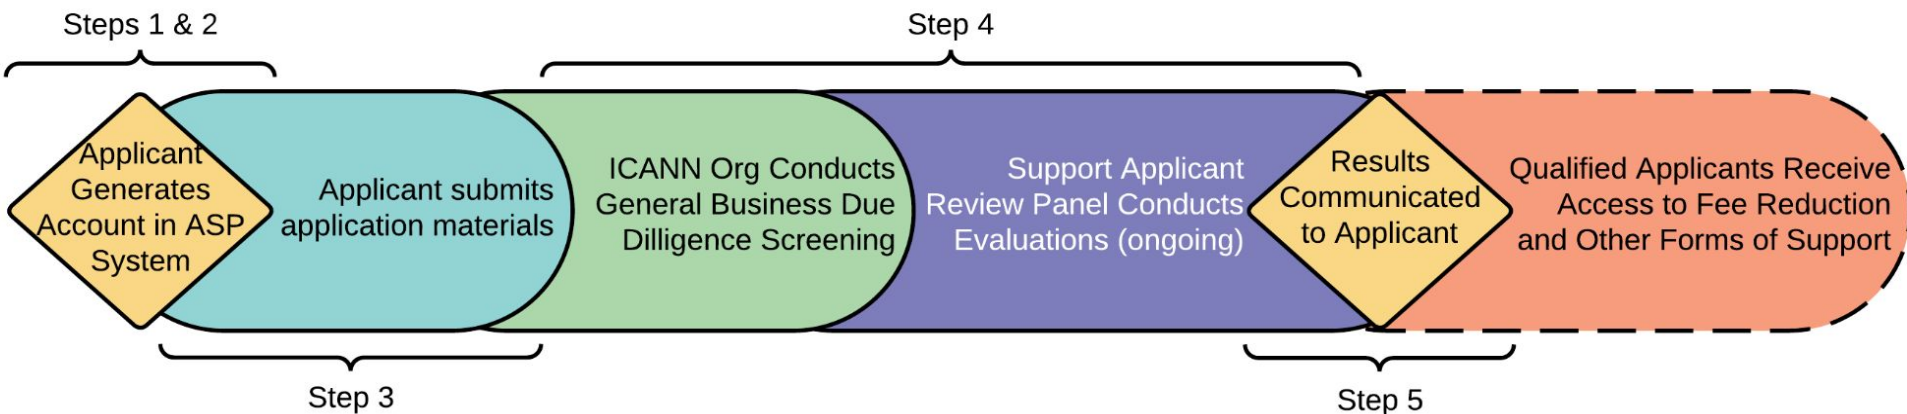 Steps 1 & 2
Step 4
Applicant
Generates
Account in ASP
System
Applicant submits
application materials
ICANN Org Conducts
General Business Due
Dilligence Screening
Support Applicant
Review Panel Conducts
Evaluations (ongoing)
Results
Communicated
to Applicant
Qualified Applicants Receive
Access to Fee Reduction
and Other Forms of Support
Step 3
Step 5